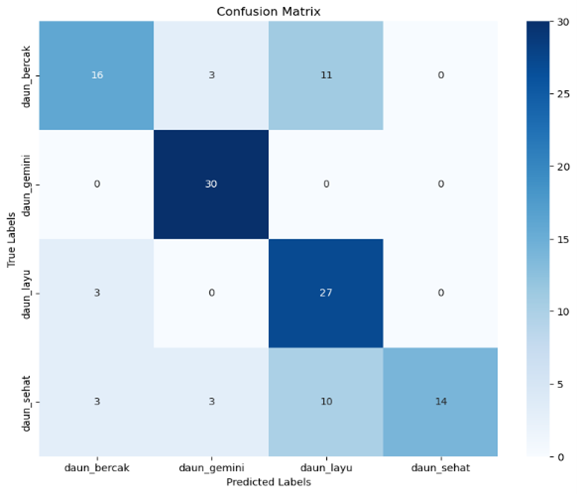 Confusion Matrix
True Labels
daun_bercak 16 3 11 0
daun_gemini 0 30 0 0
daun_layu 3 0 27 0
daun_sehat 3 3 10 14
daun_bercak daun_gemini daun_layu daun_sehat
Predicted Labels
30
25
20
15
10
5
0